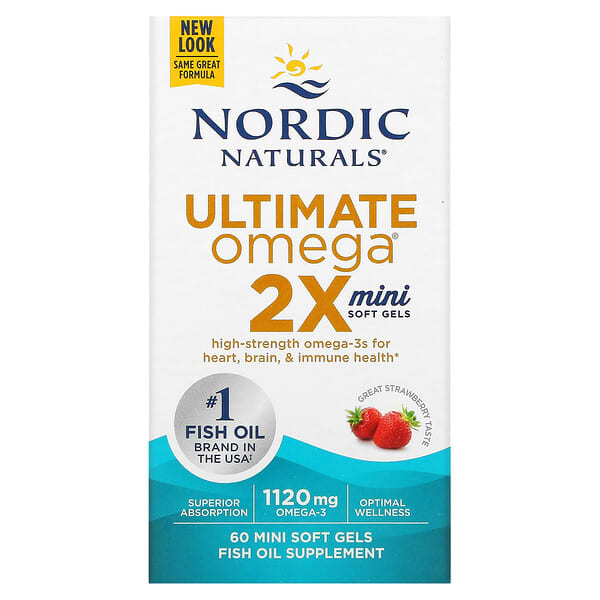 NEW
LOOK
SAME GREAT
FORMULA
NORDIC
NATURALS®
ULTIMATE
omega®
2X mini
SOFT GELS
high-strength omega-3s for
heart, brain, & immune health*
GREAT STRAWBERRY TASTE
#1
FISH OIL
BRAND IN
THE USA‡
SUPERIOR
ABSORPTION
1120 mg
OMEGA-3
OPTIMAL
WELLNESS
60 MINI SOFT GELS
FISH OIL SUPPLEMENT